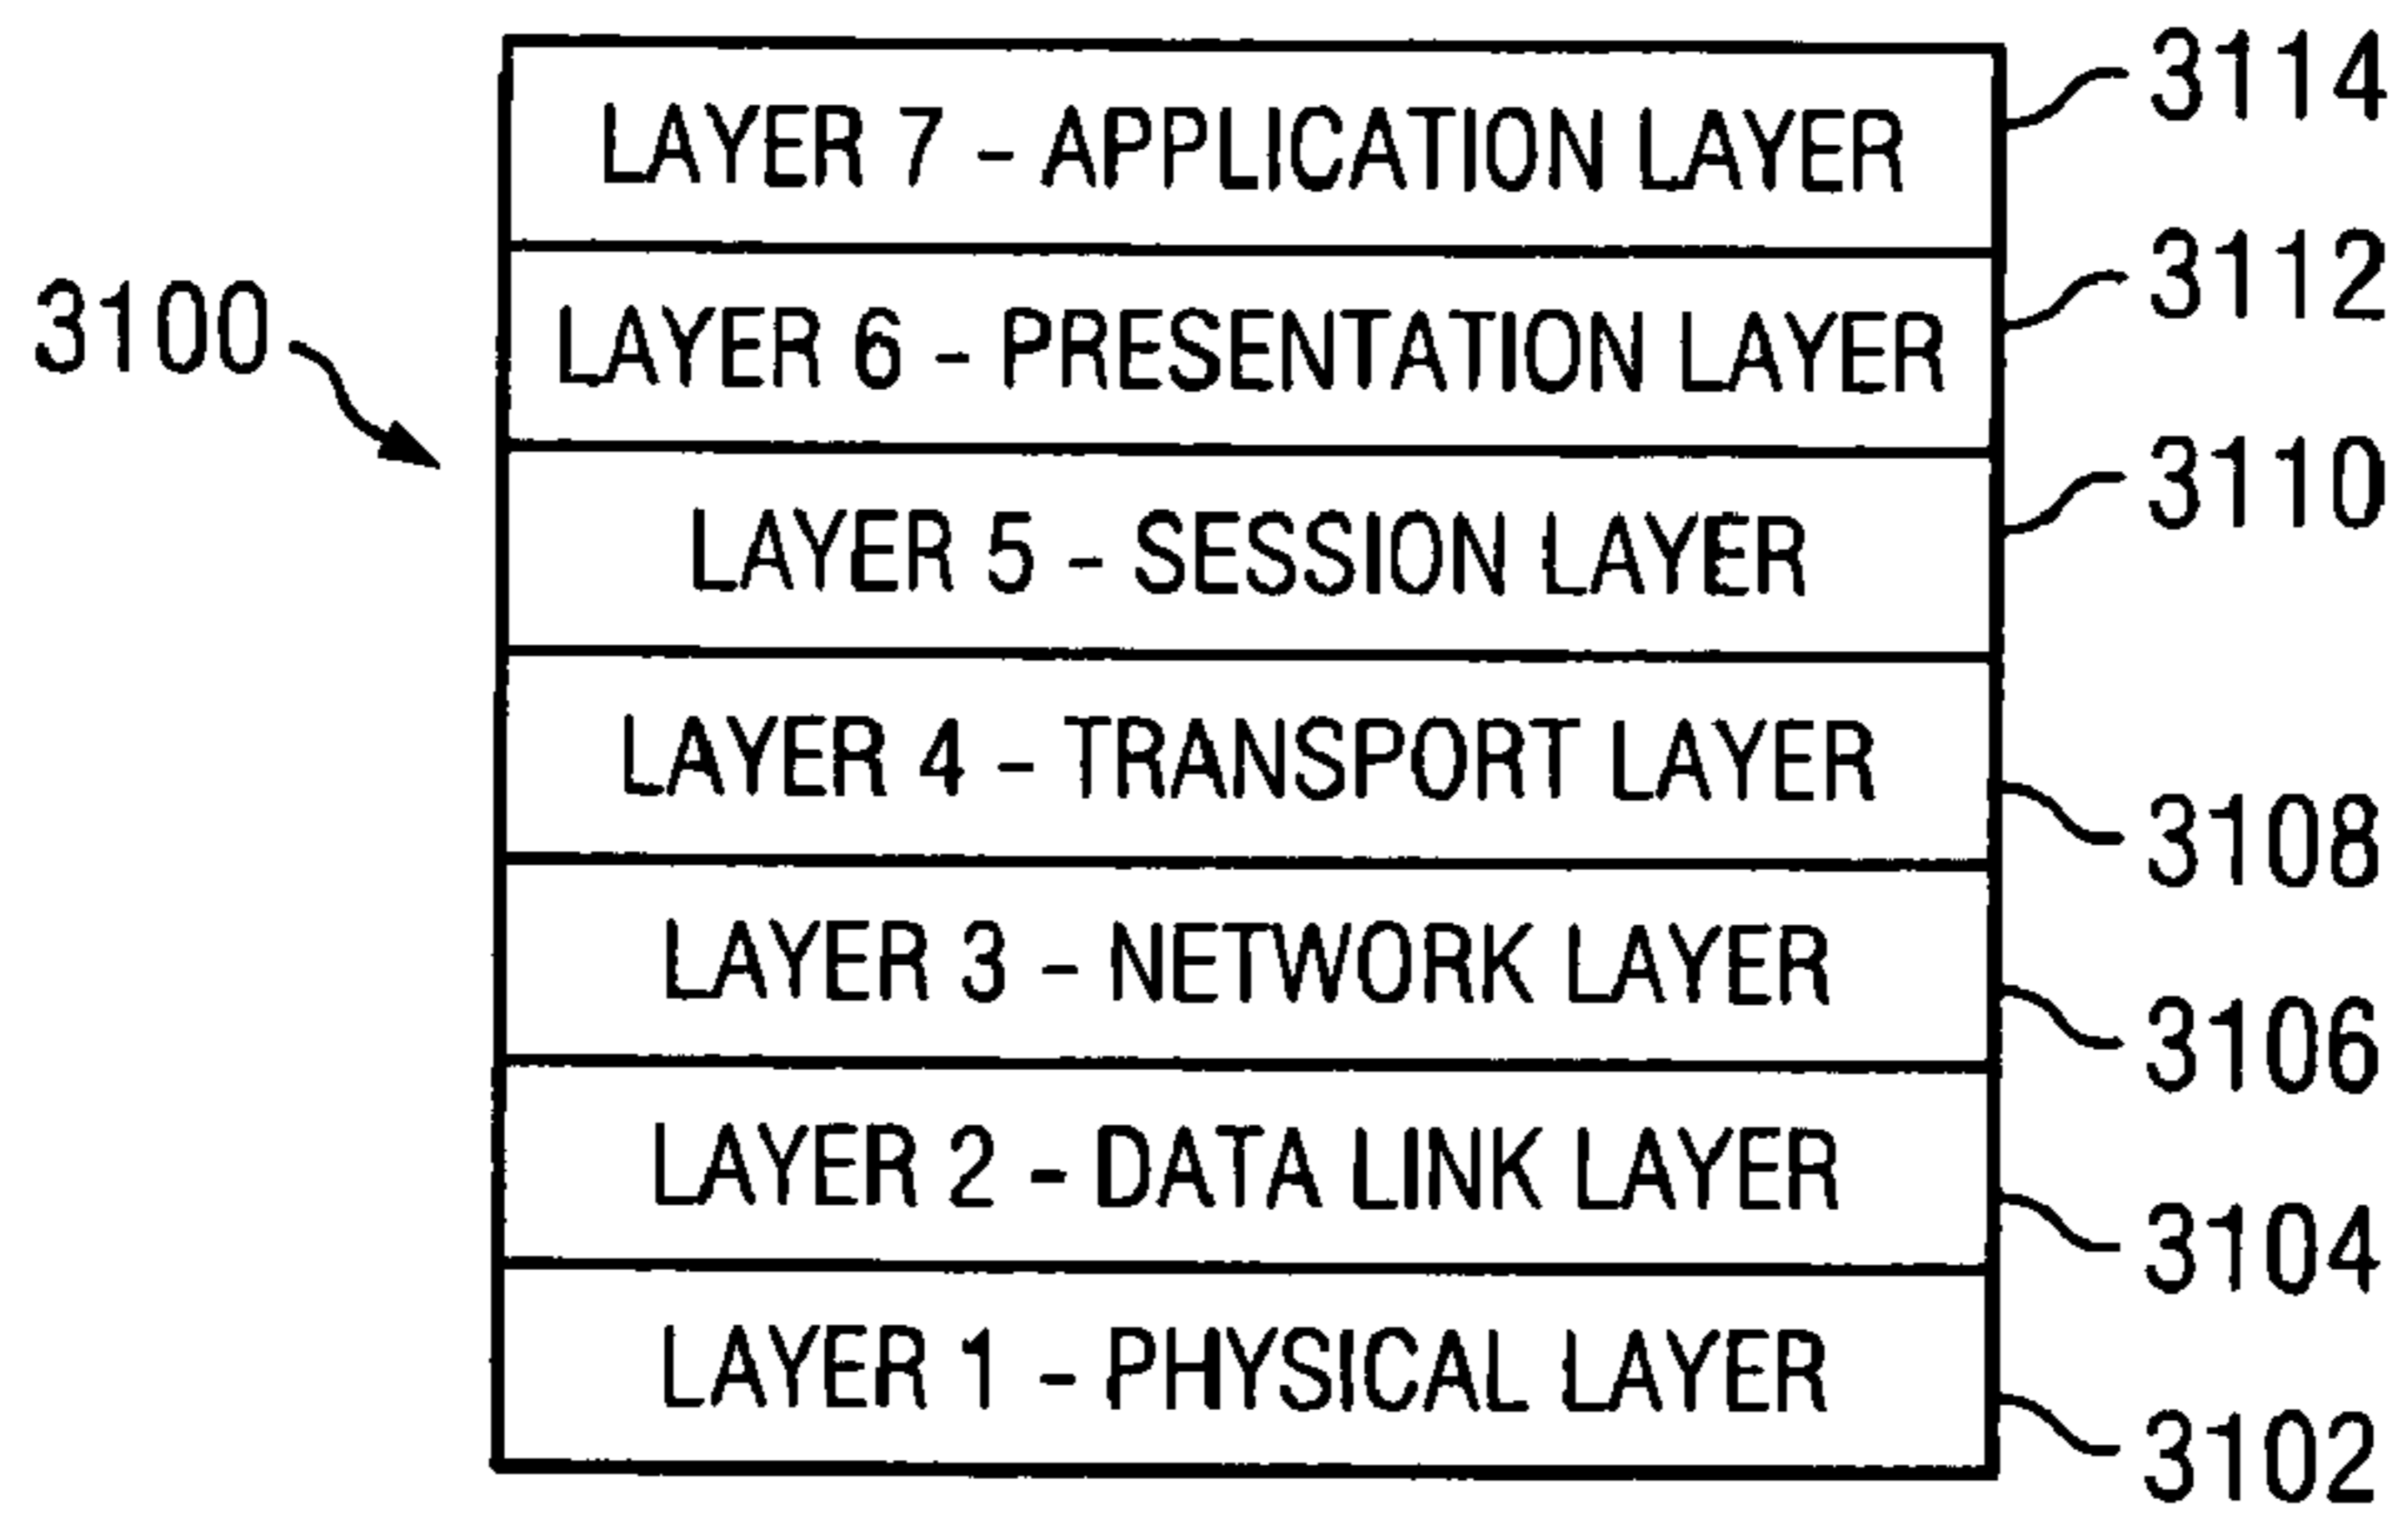 3100
LAYER 7 - APPLICATION LAYER 3114
LAYER 6 - PRESENTATION LAYER 3112
LAYER 5 - SESSION LAYER 3110
LAYER 4 - TRANSPORT LAYER 3108
LAYER 3 - NETWORK LAYER 3106
LAYER 2 - DATA LINK LAYER 3104
LAYER 1 - PHYSICAL LAYER 3102